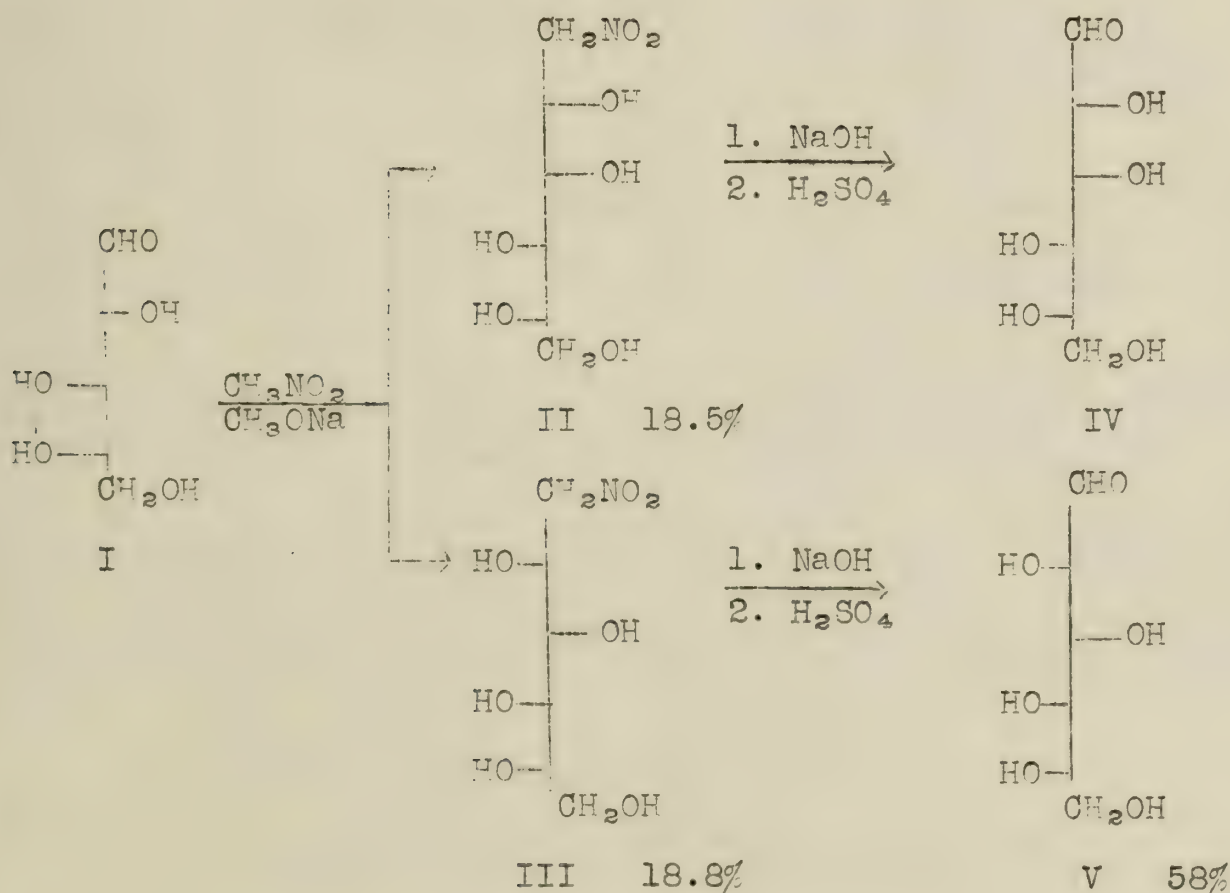 CH₂NO₂
OH
OH
HO
HO
CH₂OH
II 18.5%
1. NaOH
2. H₂SO₄
CHO
OH
OH
HO
HO
CH₂OH
IV
CHO
OH
HO
HO
CH₂OH
I
CH₃NO₂
CH₃ONa
CH₂NO₂
HO
OH
HO
HO
CH₂OH
III 18.8%
1. NaOH
2. H₂SO₄
CHO
HO
OH
HO
HO
CH₂OH
V 58%